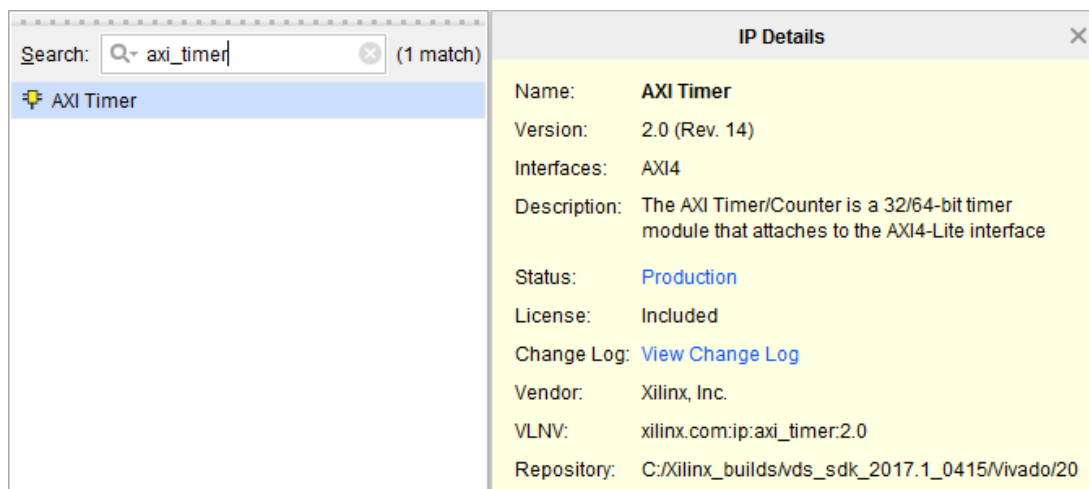 Search: axi_timer (1 match)
AXI Timer
IP Details
Name: AXI Timer
Version: 2.0 (Rev. 14)
Interfaces: AXI4
Description: The AXI Timer/Counter is a 32/64-bit timer
module that attaches to the AXI4-Lite interface
Status: Production
License: Included
Change Log: View Change Log
Vendor: Xilinx, Inc.
VLNV: xilinx.com:ip:axi_timer:2.0
Repository: C:/Xilinx_builds/vds_sdk_2017.1_0415/Vivado/20